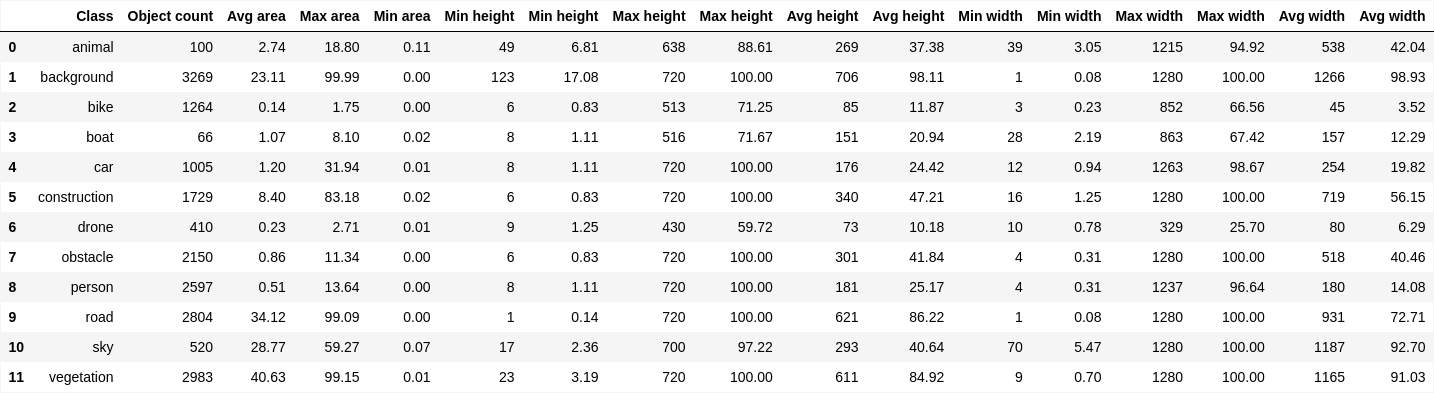 Class Object count Avg area Max area Min area Min height Min height Max height Max height Avg height Avg height Min width Min width Max width Max width Avg width Avg width
0 animal 100 2.74 18.80 0.11 49 6.81 638 88.61 269 37.38 39 3.05 1215 94.92 538 42.04
1 background 3269 23.11 99.99 0.00 123 17.08 720 100.00 706 98.11 1 0.08 1280 100.00 1266 98.93
2 bike 1264 0.14 1.75 0.00 6 0.83 513 71.25 85 11.87 3 0.23 852 66.56 45 3.52
3 boat 66 1.07 8.10 0.02 8 1.11 516 71.67 151 20.94 28 2.19 863 67.42 157 12.29
4 car 1005 1.20 31.94 0.01 8 1.11 720 100.00 176 24.42 12 0.94 1263 98.67 254 19.82
5 construction 1729 8.40 83.18 0.02 6 0.83 720 100.00 340 47.21 16 1.25 1280 100.00 719 56.15
6 drone 410 0.23 2.71 0.01 9 1.25 430 59.72 73 10.18 10 0.78 329 25.70 80 6.29
7 obstacle 2150 0.86 11.34 0.00 6 0.83 720 100.00 301 41.84 4 0.31 1280 100.00 518 40.46
8 person 2597 0.51 13.64 0.00 8 1.11 720 100.00 181 25.17 4 0.31 1237 96.64 180 14.08
9 road 2804 34.12 99.09 0.00 1 0.14 720 100.00 621 86.22 1 0.08 1280 100.00 931 72.71
10 sky 520 28.77 59.27 0.07 17 2.36 700 97.22 293 40.64 70 5.47 1280 100.00 1187 92.70
11 vegetation 2983 40.63 99.15 0.01 23 3.19 720 100.00 611 84.92 9 0.70 1280 100.00 1165 91.03